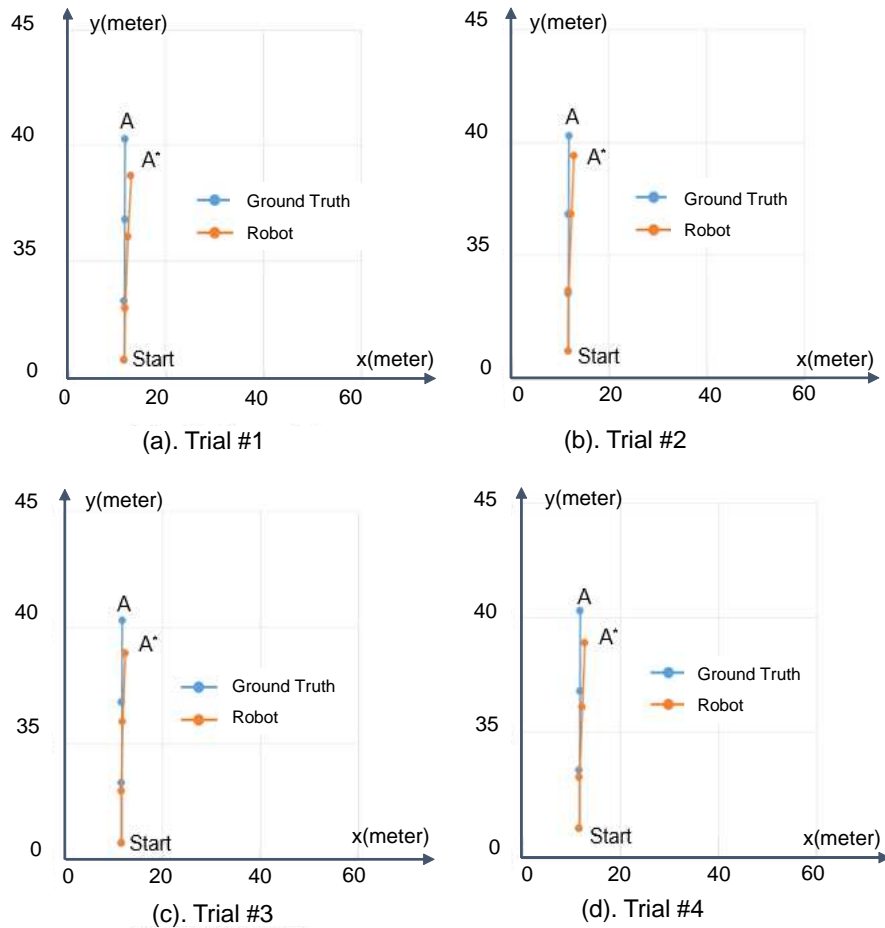 45
y(meter)
A
40
A*
Ground Truth
Robot
35
Start
x(meter)
0
0
20
40
60
(a). Trial #1
45
y(meter)
A
40
A*
Ground Truth
Robot
35
Start
x(meter)
0
0
20
40
60
(b). Trial #2
45
y(meter)
A
40
A*
Ground Truth
Robot
35
Start
x(meter)
0
0
20
40
60
(c). Trial #3
45
y(meter)
A
40
A*
Ground Truth
Robot
35
Start
x(meter)
0
0
20
40
60
(d). Trial #4